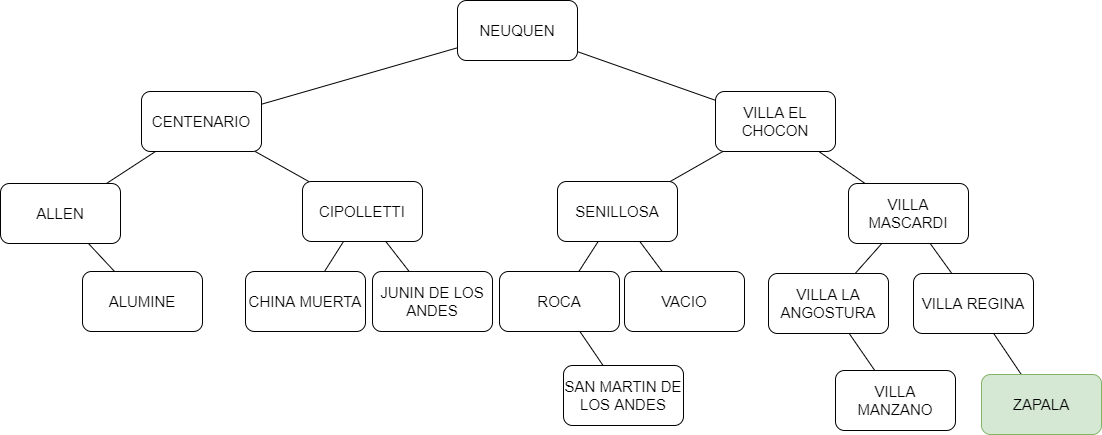 NEUQUEN
CENTENARIO
VILLA EL
CHOCON
ALLEN
CIPOLLETTI
SENILLOSA
VILLA
MASCARDI
ALUMINE
CHINA MUERTA
JUNIN DE LOS
ANDES
ROCA
VACIO
VILLA LA
ANGOSTURA
VILLA REGINA
SAN MARTIN DE
LOS ANDES
VILLA
MANZANO
ZAPALA